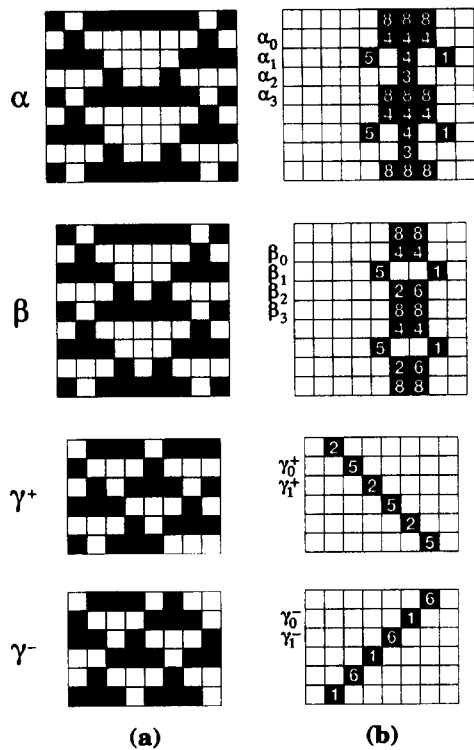 8 8 8
α₀ 4 4 4
α₁ 5 4 1
α α₂ 3
α₃ 8 8 8
4 4 4
5 4 1
3
8 8 8
8 8
β₀ 4 4
β₁ 5 1
β β₂ 2 6
β₃ 8 8
4 4
5 1
2 6
8 8
2
γ₀⁺ 5
γ₁⁺ 2
γ⁺ 5
2
5
6
γ₀⁻ 1
γ₁⁻ 6
γ⁻ 1
6
1
(a) (b)